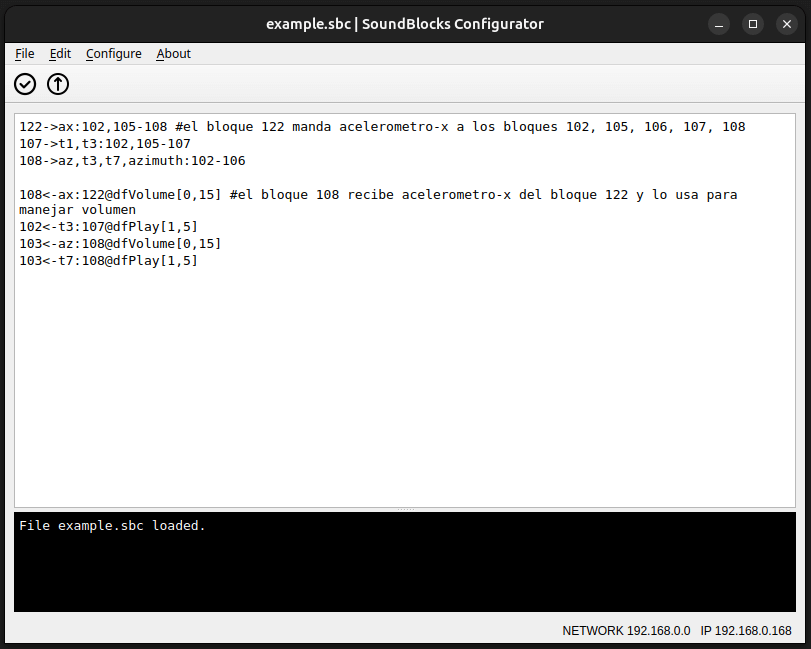 example.sbc | SoundBlocks Configurator
File Edit Configure About
122->ax:102,105-108 #el bloque 122 manda acelerometro-x a los bloques 102, 105, 106, 107, 108
107->t1,t3:102,105-107
108->az,t3,t7,azimuth:102-106
108<-ax:122@dfVolume[0,15] #el bloque 108 recibe acelerometro-x del bloque 122 y lo usa para
manejar volumen
102<-t3:107@dfPlay[1,5]
103<-az:108@dfVolume[0,15]
103<-t7:108@dfPlay[1,5]
File example.sbc loaded.
NETWORK 192.168.0.0 IP 192.168.0.168